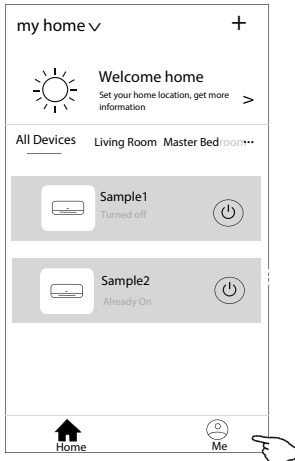 my home
Welcome home
Set your home location, get more
information
All Devices Living Room Master Bedroom
Sample1
Turned off
Sample2
Already On
Home
Me